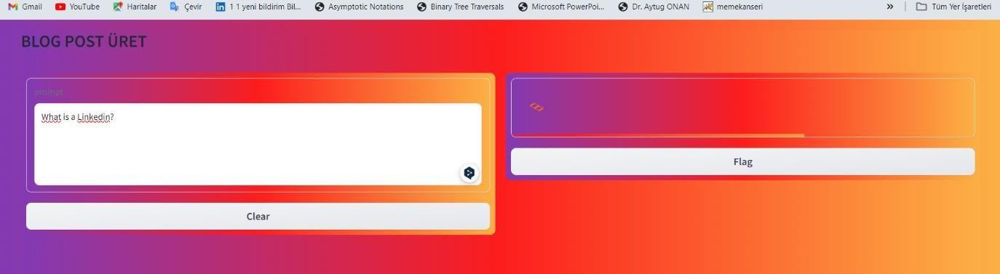 Gmail YouTube Haritalar Çevir 1 1 yeni bildirim Bil... Asymptotic Notations Binary Tree Traversals Microsoft PowerPoi... Dr. Aytug ONAN memekanseri » Tüm Yer İşaretleri
BLOG POST ÜRET
prompt
What is a Linkedin?
Flag
Clear